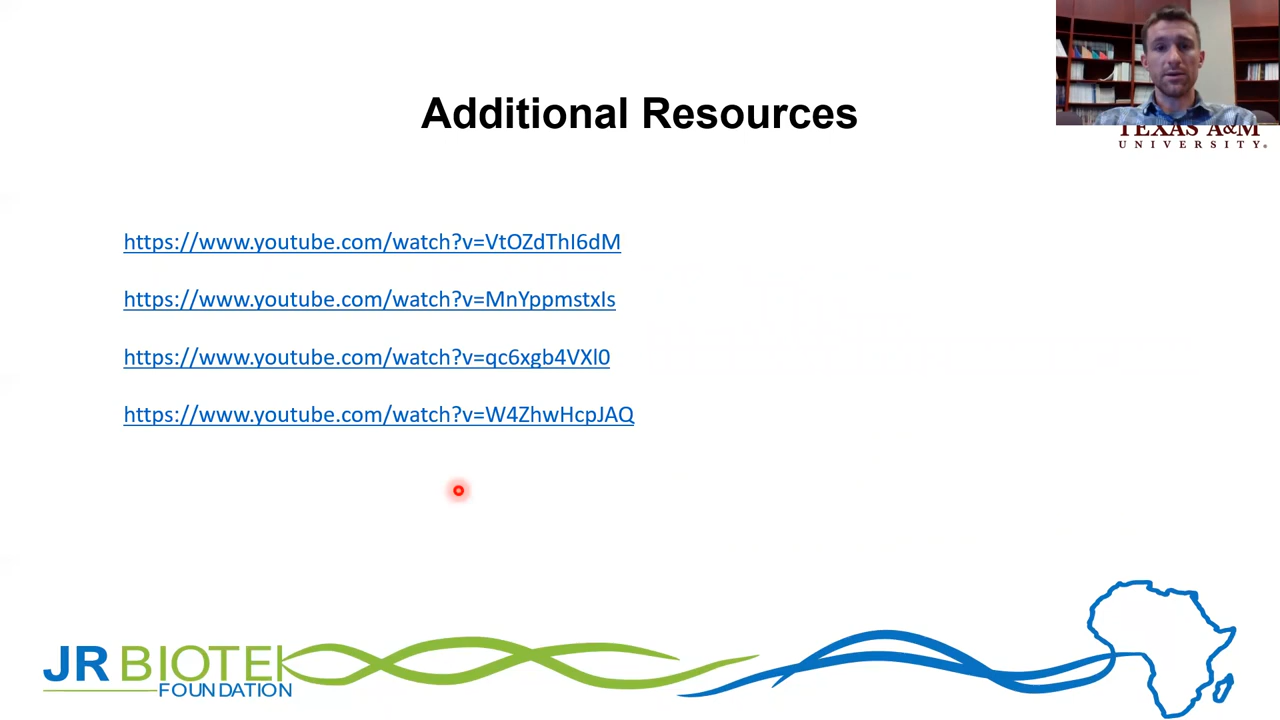 Additional Resources
TEXAS A&M
UNIVERSITY
https://www.youtube.com/watch?v=VtOZdThI6dM
https://www.youtube.com/watch?v=MnYppmstxIs
https://www.youtube.com/watch?v=qc6xgb4VXl0
https://www.youtube.com/watch?v=W4ZhwHcpJAQ
JR BIOTEK
FOUNDATION